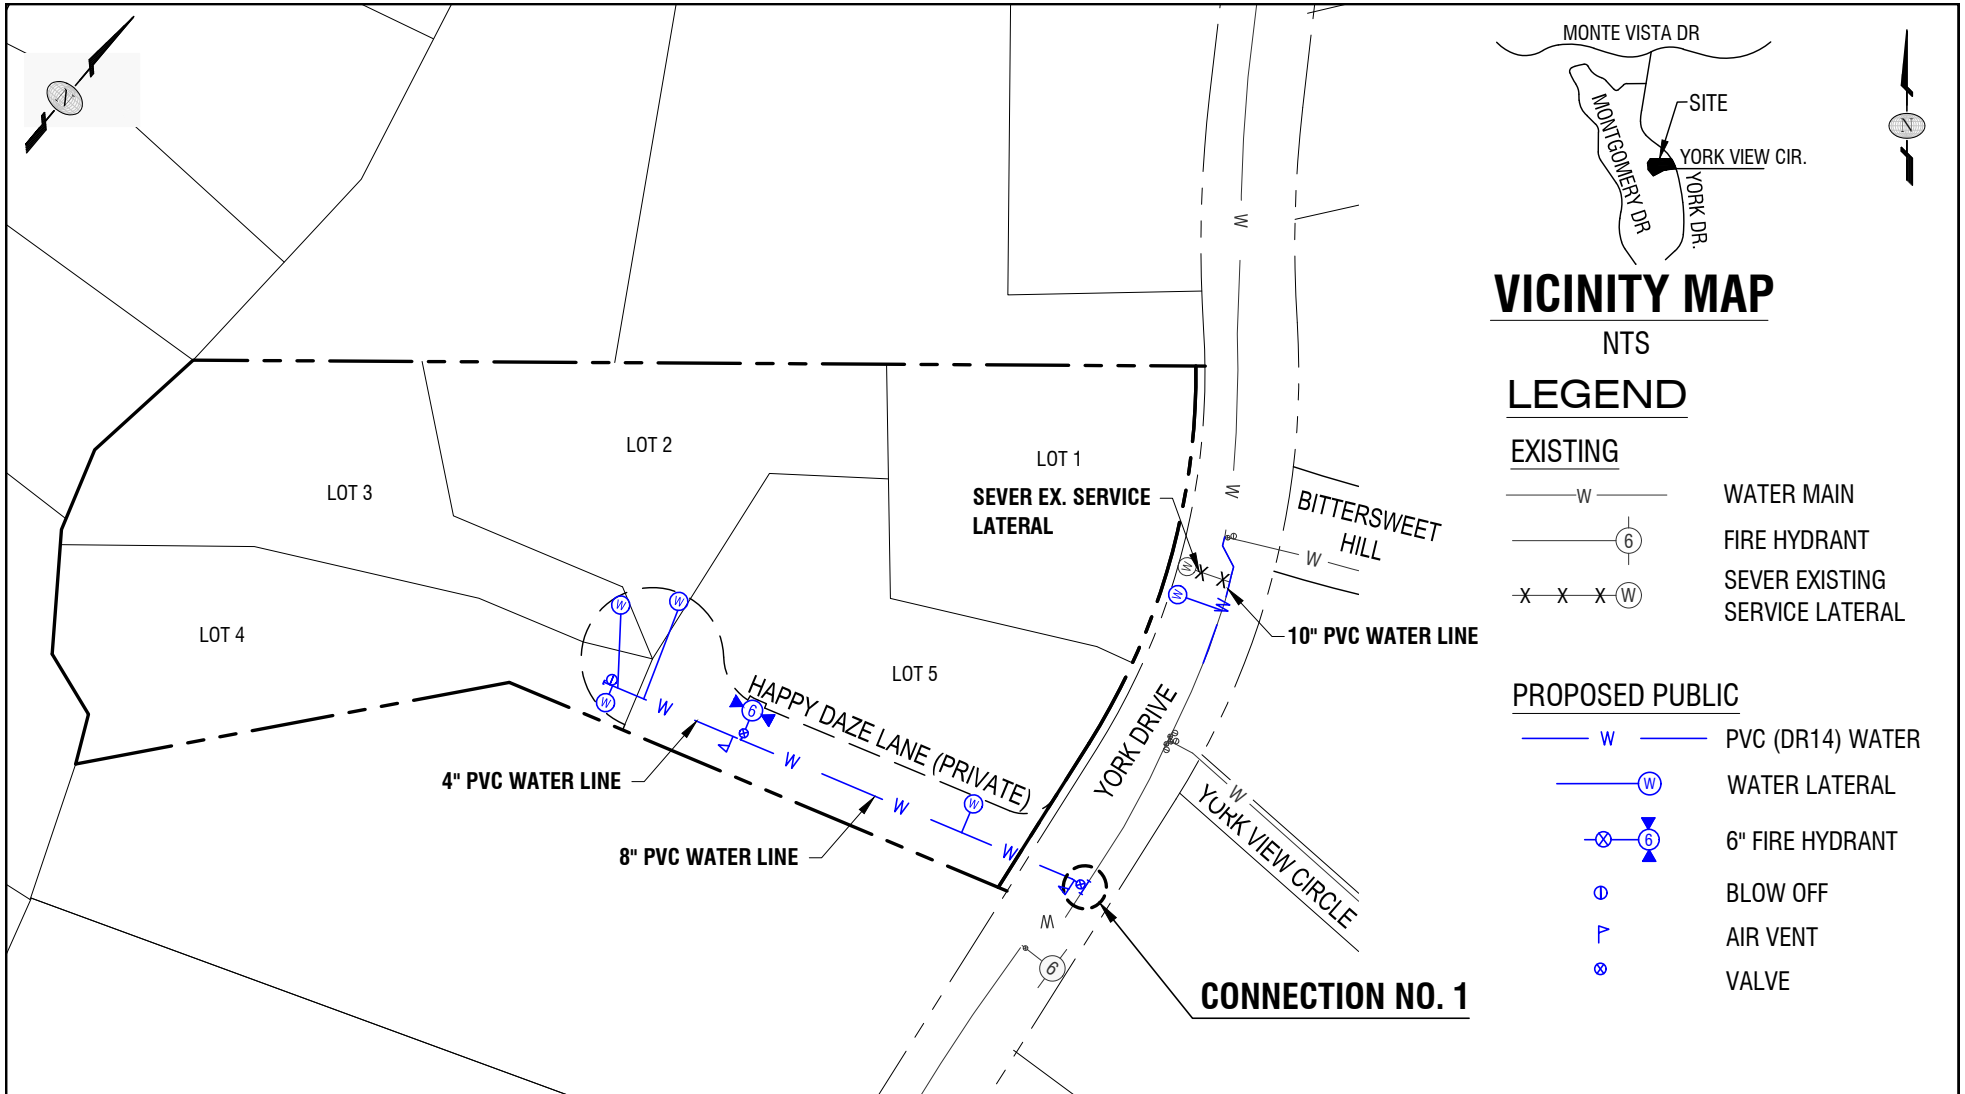 N
MONTE VISTA DR
SITE
MONTGOMERY DR
YORK VIEW CIR.
YORK DR.
N
VICINITY MAP
NTS
LEGEND
EXISTING
W WATER MAIN
6 FIRE HYDRANT
X X X W SEVER EXISTING
SERVICE LATERAL
PROPOSED PUBLIC
W PVC (DR14) WATER
W WATER LATERAL
6 6" FIRE HYDRANT
BLOW OFF
AIR VENT
VALVE
W
LOT 2
LOT 1
LOT 3
SEVER EX. SERVICE
LATERAL
W
BITTERSWEET
HILL
W
W X X
W
W
10" PVC WATER LINE
LOT 4
W
W
LOT 5
W
W
6
HAPPY DAZE LANE (PRIVATE)
YORK DRIVE
4" PVC WATER LINE
W
W
W
W
8" PVC WATER LINE
W
YORK VIEW CIRCLE
W
6
CONNECTION NO. 1